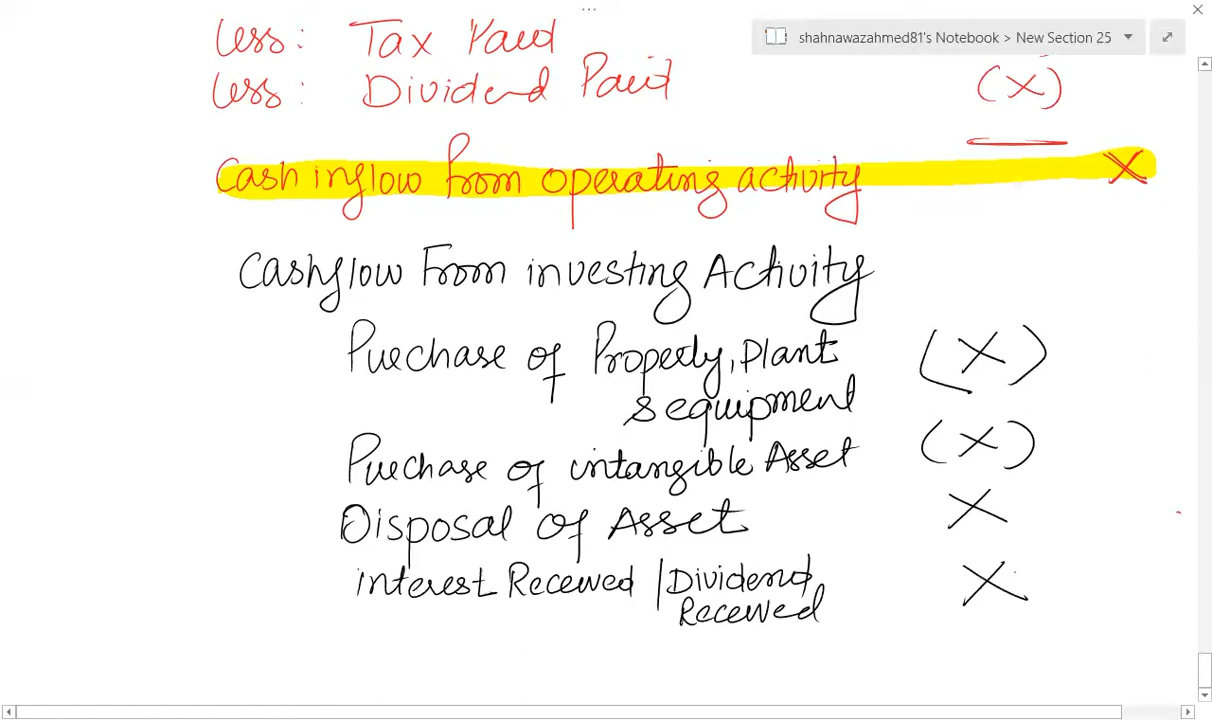 ...
shahnawazahmed81's Notebook > New Section 25
Less: Tax Paid
Less: Dividend Paid (X)
Cash inflow from operating activity X
Cashflow From investing Activity
Purchase of Property, Plant (X)
& equipment
Purchase of intangible Asset (X)
Disposal of Asset X
interest Received | Dividend X
Received